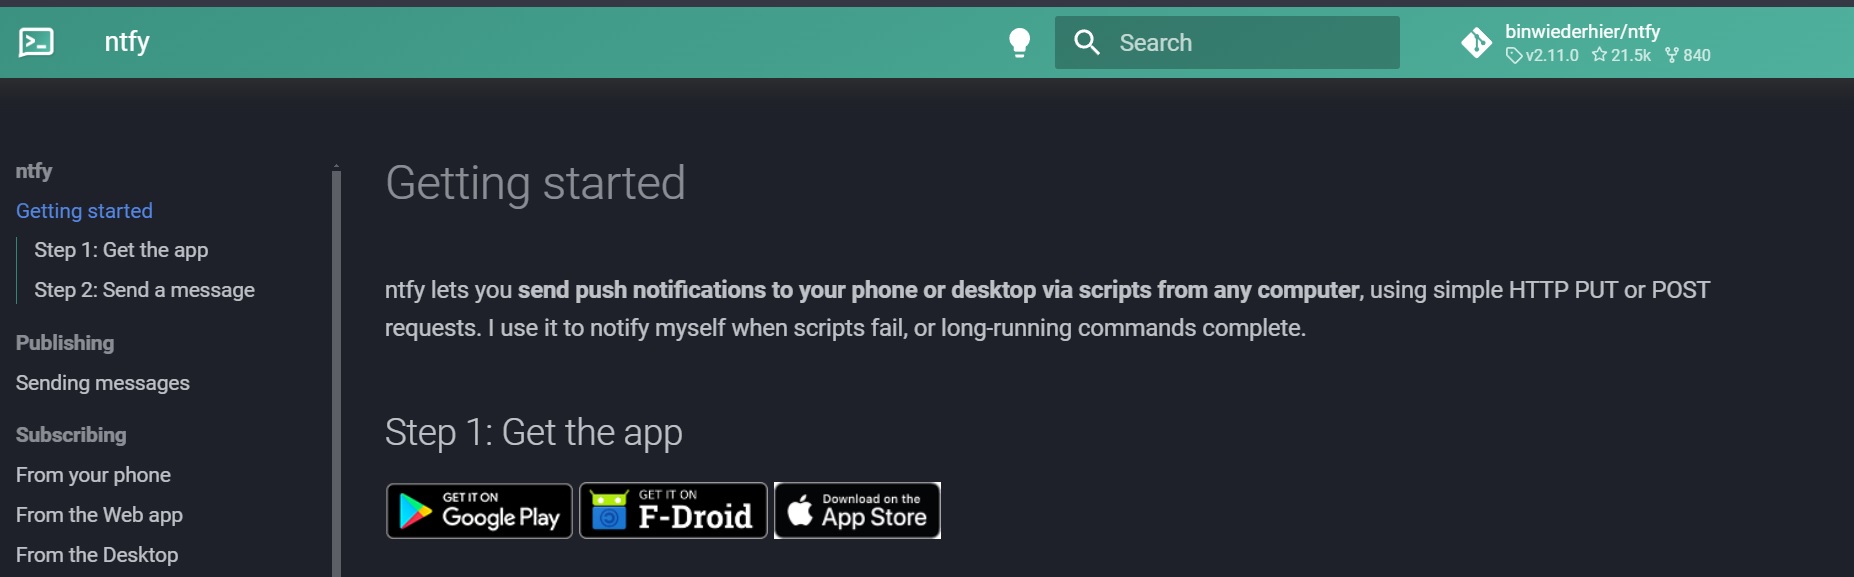 ntfy
Search
binwiederhier/ntfy
v2.11.0 21.5k 840
ntfy
Getting started
Step 1: Get the app
Step 2: Send a message
Publishing
Sending messages
Subscribing
From your phone
From the Web app
From the Desktop
Getting started
ntfy lets you send push notifications to your phone or desktop via scripts from any computer, using simple HTTP PUT or POST
requests. I use it to notify myself when scripts fail, or long-running commands complete.
Step 1: Get the app
GET IT ON
Google Play
GET IT ON
F-Droid
Download on the
App Store